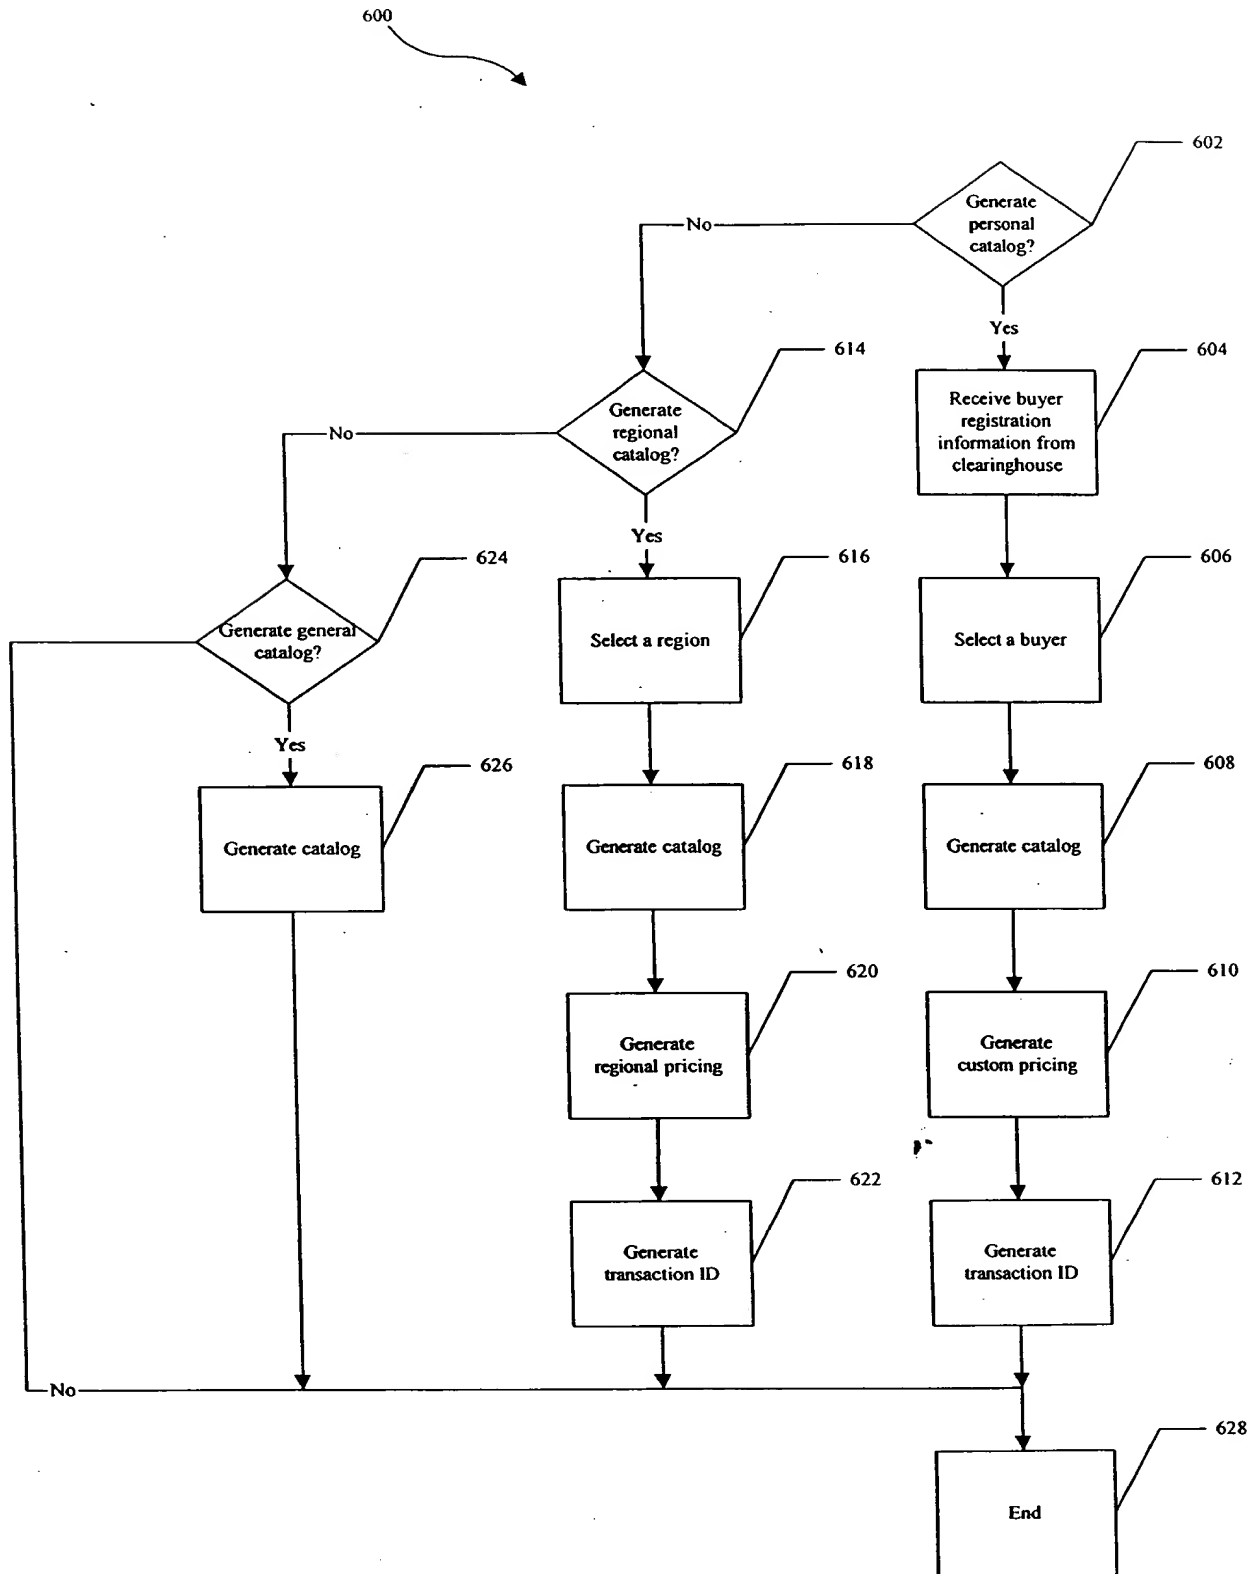 600
602
Generate
personal
catalog?
No
Yes
614
604
Generate
regional
catalog?
Receive buyer
registration
information from
clearinghouse
No
Yes
624
616
606
Generate general
catalog?
Select a region
Select a buyer
Yes
626
618
608
Generate catalog
Generate catalog
Generate catalog
620
610
Generate
regional pricing
Generate
custom pricing
622
612
Generate
transaction ID
Generate
transaction ID
No
628
End